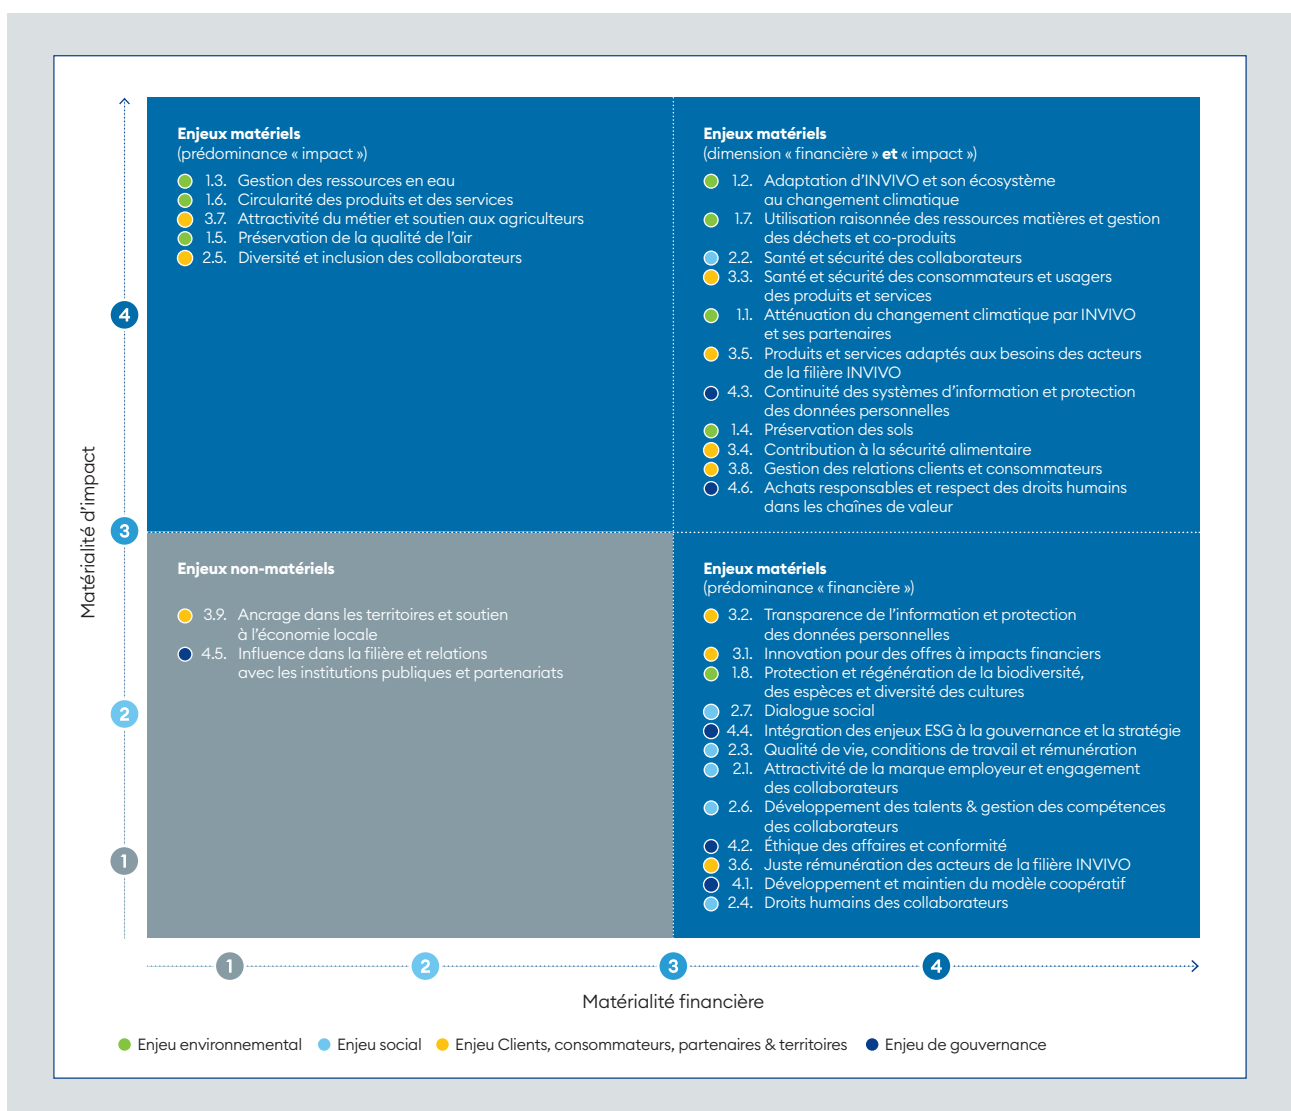 Enjeux matériels
(prédominance « impact »)
1.3. Gestion des ressources en eau
1.6. Circularité des produits et des services
3.7. Attractivité du métier et soutien aux agriculteurs
1.5. Préservation de la qualité de l’air
2.5. Diversité et inclusion des collaborateurs
Enjeux matériels
(dimension « financière » et « impact »)
1.2. Adaptation d’INVIVO et son écosystème
au changement climatique
1.7. Utilisation raisonnée des ressources matières et gestion
des déchets et co-produits
2.2. Santé et sécurité des collaborateurs
3.3. Santé et sécurité des consommateurs et usagers
des produits et services
1.1. Atténuation du changement climatique par INVIVO
et ses partenaires
3.5. Produits et services adaptés aux besoins des acteurs
de la filière INVIVO
4.3. Continuité des systèmes d’information et protection
des données personnelles
1.4. Préservation des sols
3.4. Contribution à la sécurité alimentaire
3.8. Gestion des relations clients et consommateurs
4.6. Achats responsables et respect des droits humains
dans les chaînes de valeur
Enjeux non-matériels
3.9. Ancrage dans les territoires et soutien
à l’économie locale
4.5. Influence dans la filière et relations
avec les institutions publiques et partenariats
Enjeux matériels
(prédominance « financière »)
3.2. Transparence de l’information et protection
des données personnelles
3.1. Innovation pour des offres à impacts financiers
1.8. Protection et régénération de la biodiversité,
des espèces et diversité des cultures
2.7. Dialogue social
4.4. Intégration des enjeux ESG à la gouvernance et la stratégie
2.3. Qualité de vie, conditions de travail et rémunération
2.1. Attractivité de la marque employeur et engagement
des collaborateurs
2.6. Développement des talents & gestion des compétences
des collaborateurs
4.2. Éthique des affaires et conformité
3.6. Juste rémunération des acteurs de la filière INVIVO
4.1. Développement et maintien du modèle coopératif
2.4. Droits humains des collaborateurs
Matérialité d’impact
4
3
2
1
1 2 3 4
Matérialité financière
Enjeu environnemental Enjeu social Enjeu Clients, consommateurs, partenaires & territoires Enjeu de gouvernance